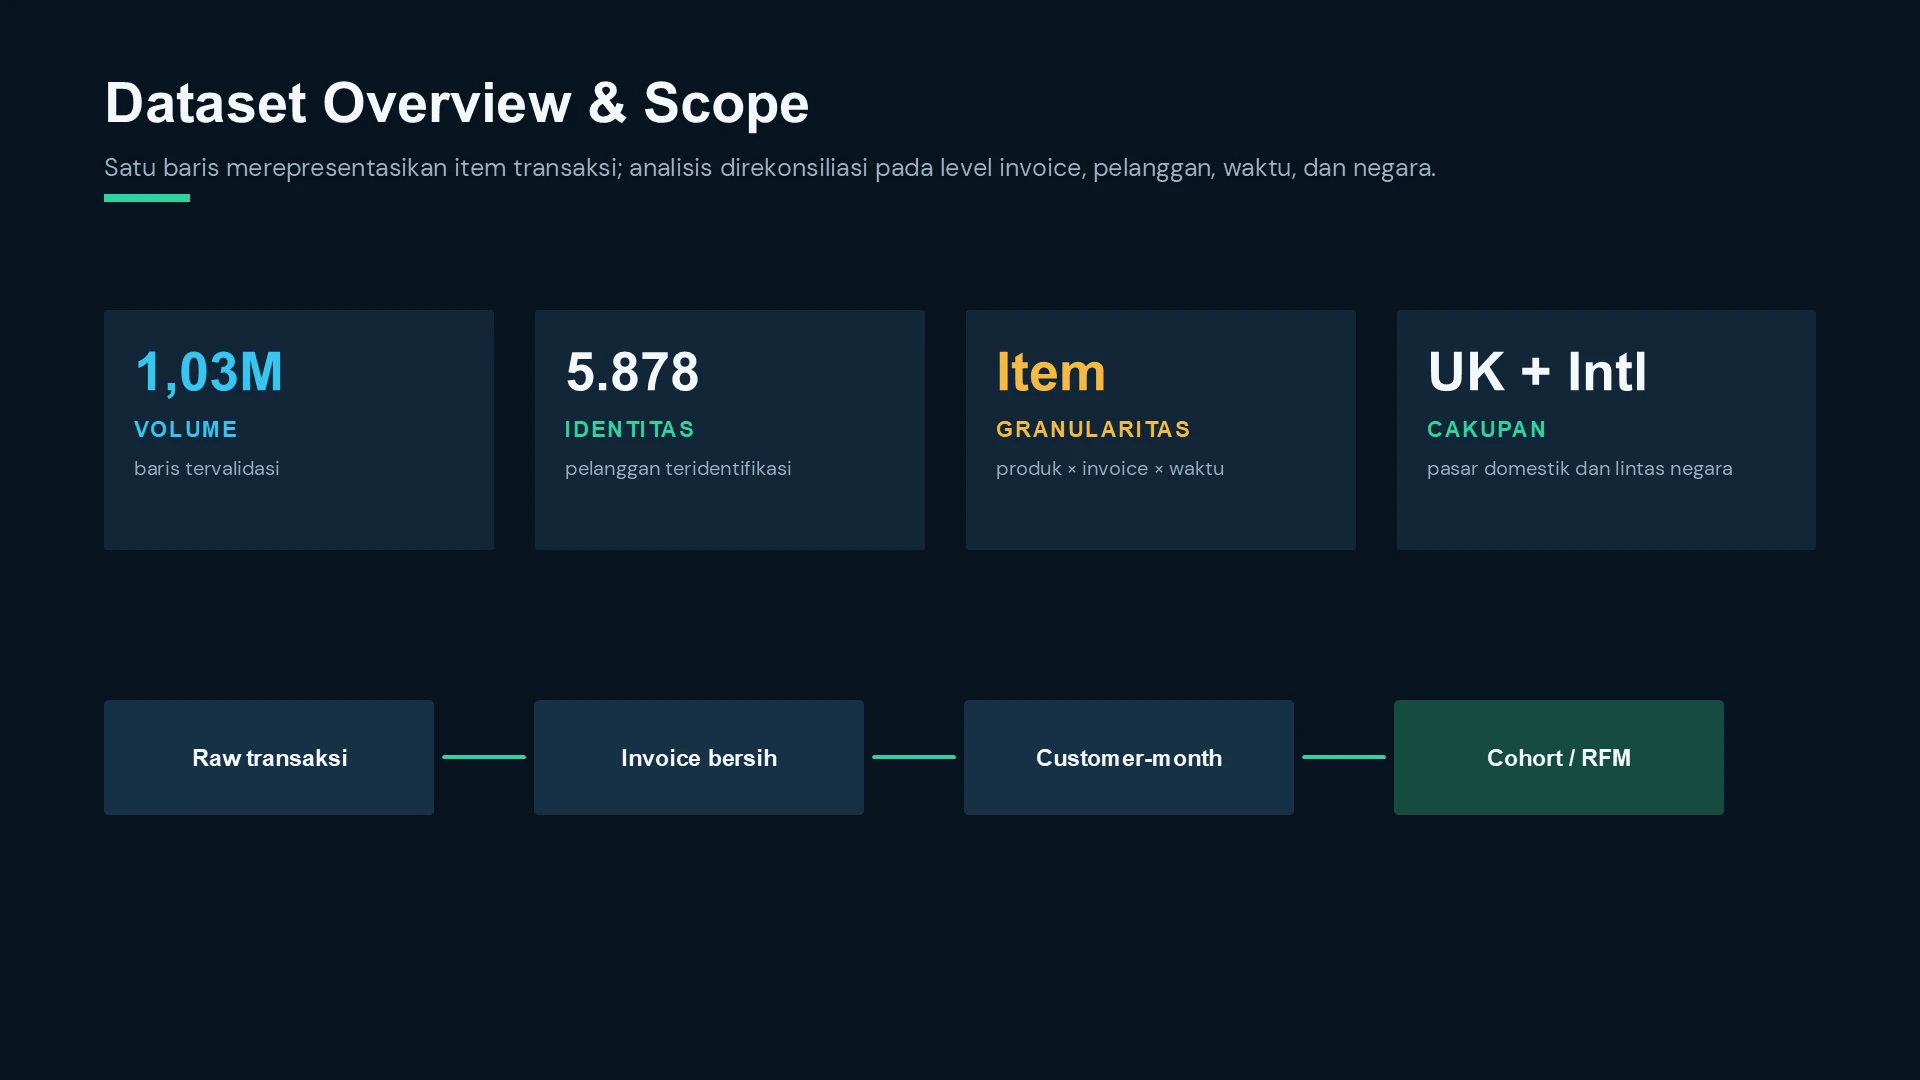 Dataset Overview & Scope
Satu baris merepresentasikan item transaksi; analisis direkonsiliasi pada level invoice, pelanggan, waktu, dan negara.
1,03M
VOLUME
baris tervalidasi
5.878
IDENTITAS
pelanggan teridentifikasi
Item
GRANULARITAS
produk × invoice × waktu
UK + Intl
CAKUPAN
pasar domestik dan lintas negara
Raw transaksi
Invoice bersih
Customer-month
Cohort / RFM